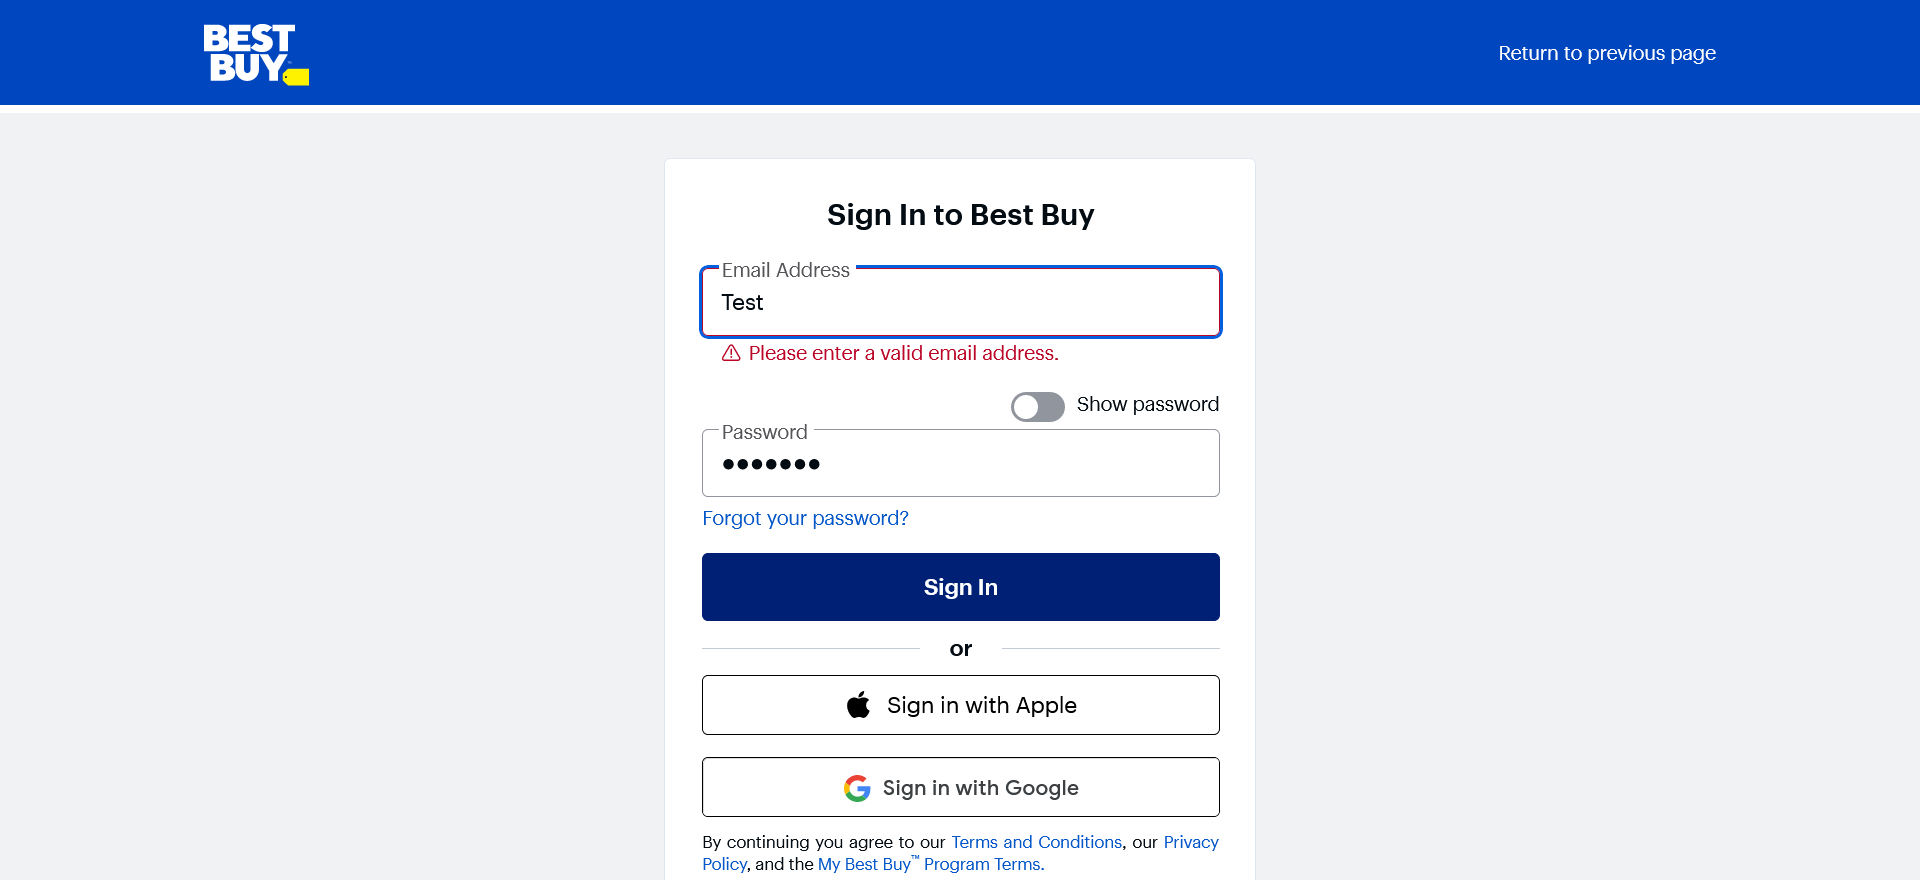 BEST
BUY
Return to previous page
Sign In to Best Buy
Email Address
Test
Please enter a valid email address.
Show password
Password
•••••••
Forgot your password?
Sign In
or
Sign in with Apple
Sign in with Google
By continuing you agree to our Terms and Conditions, our Privacy
Policy, and the My Best Buy™ Program Terms.